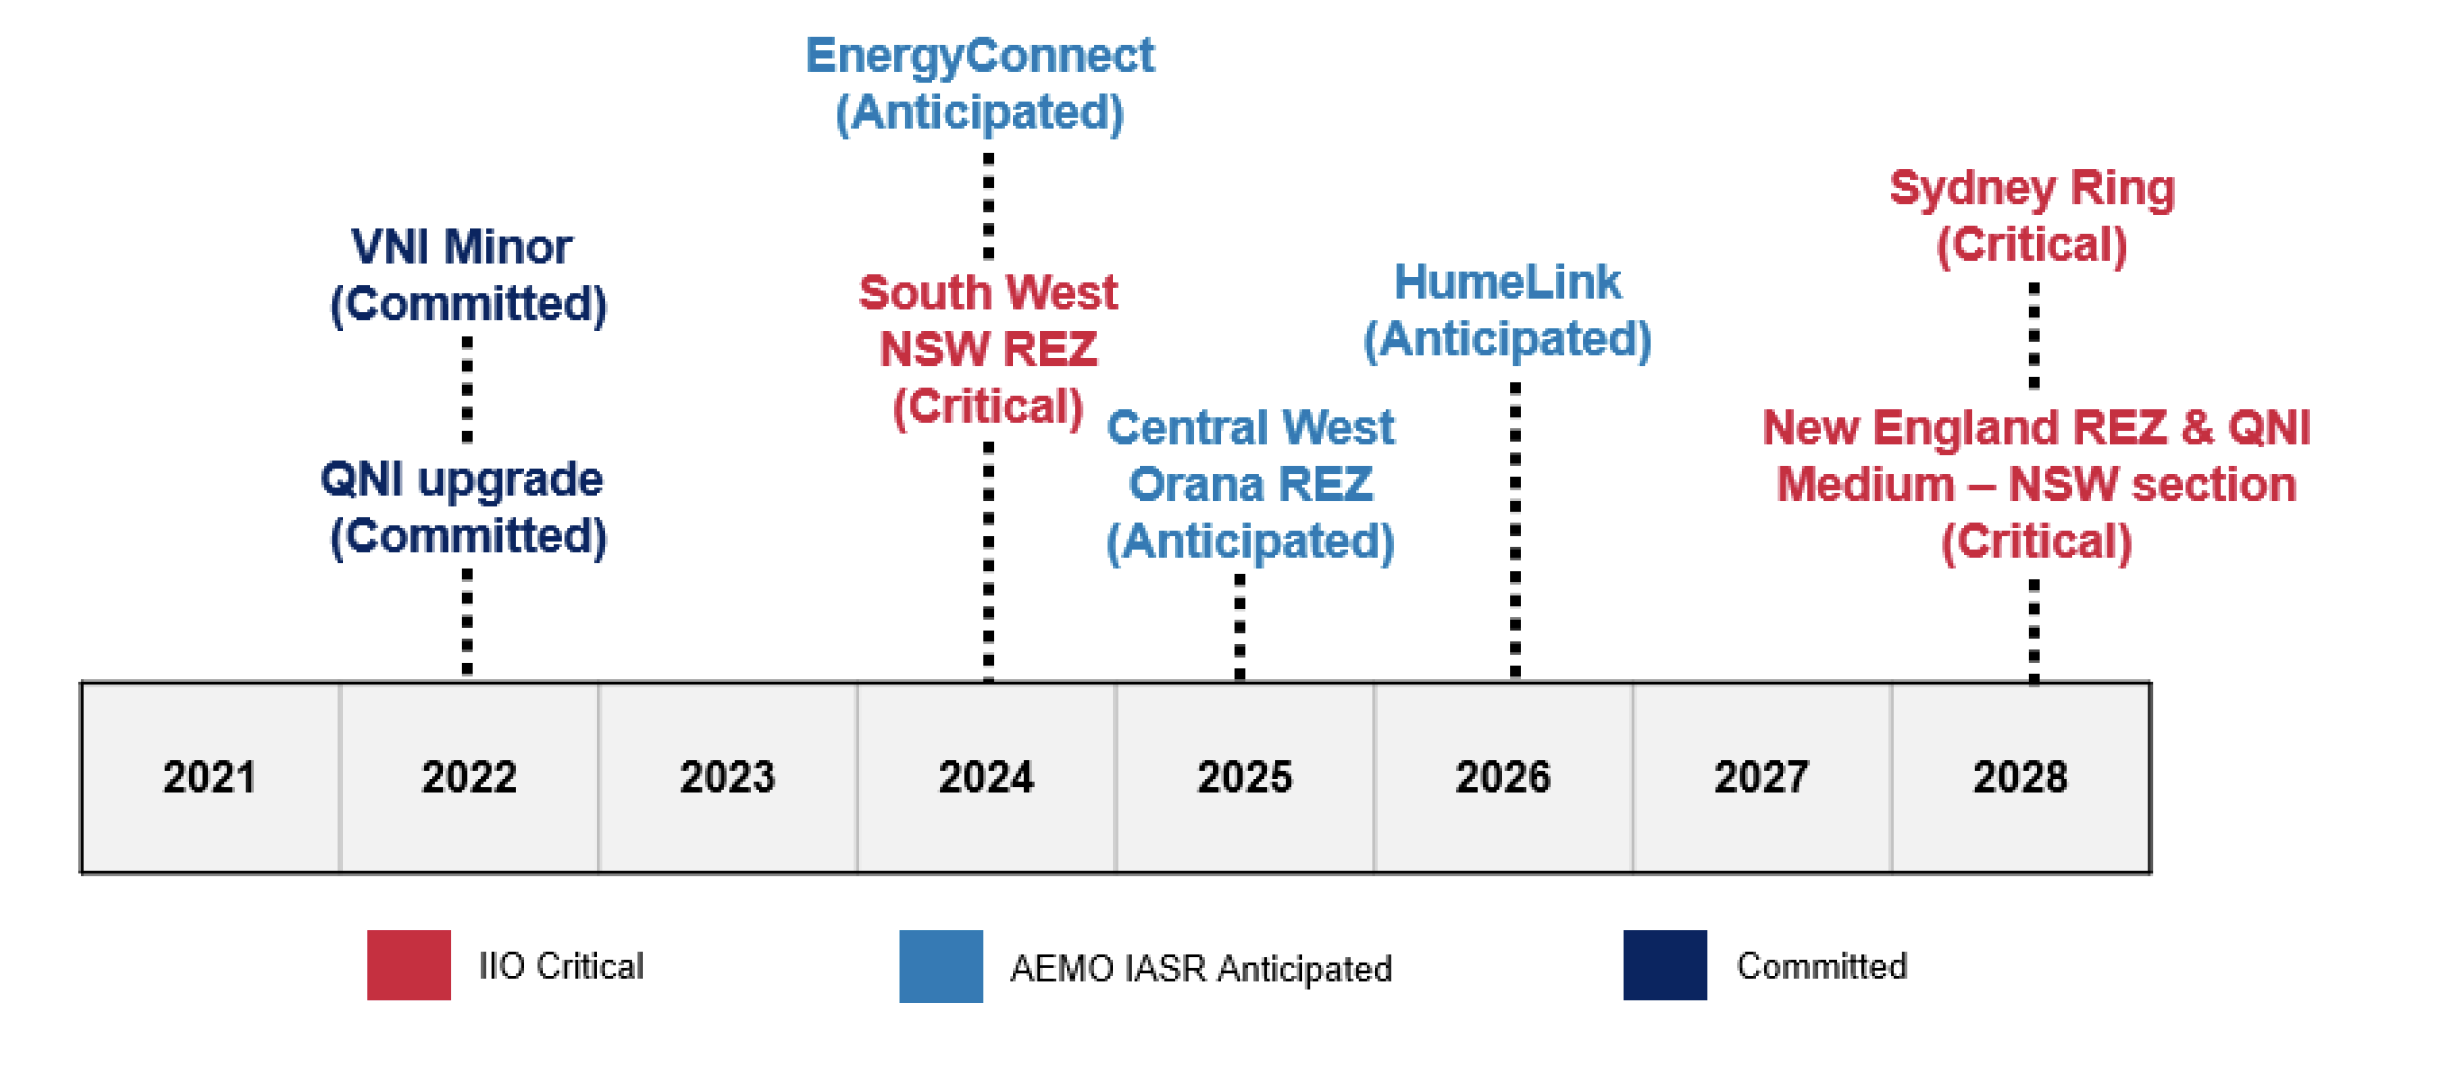 EnergyConnect
(Anticipated)
Sydney Ring
(Critical)
VNI Minor
(Committed)
HumeLink
(Anticipated)
South West
NSW REZ
(Critical)
Central West
Orana REZ
(Anticipated)
New England REZ & QNI
Medium – NSW section
(Critical)
QNI upgrade
(Committed)
2021
2022
2023
2024
2025
2026
2027
2028
IIO Critical
AEMO IASR Anticipated
Committed